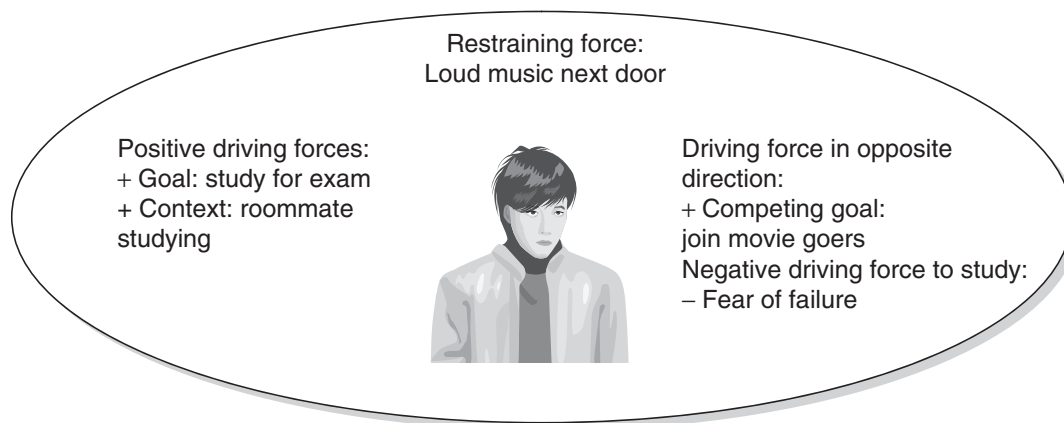 Restraining force:
Loud music next door
Positive driving forces:
+ Goal: study for exam
+ Context: roommate
studying
Driving force in opposite
direction:
+ Competing goal:
join movie goers
Negative driving force to study:
– Fear of failure